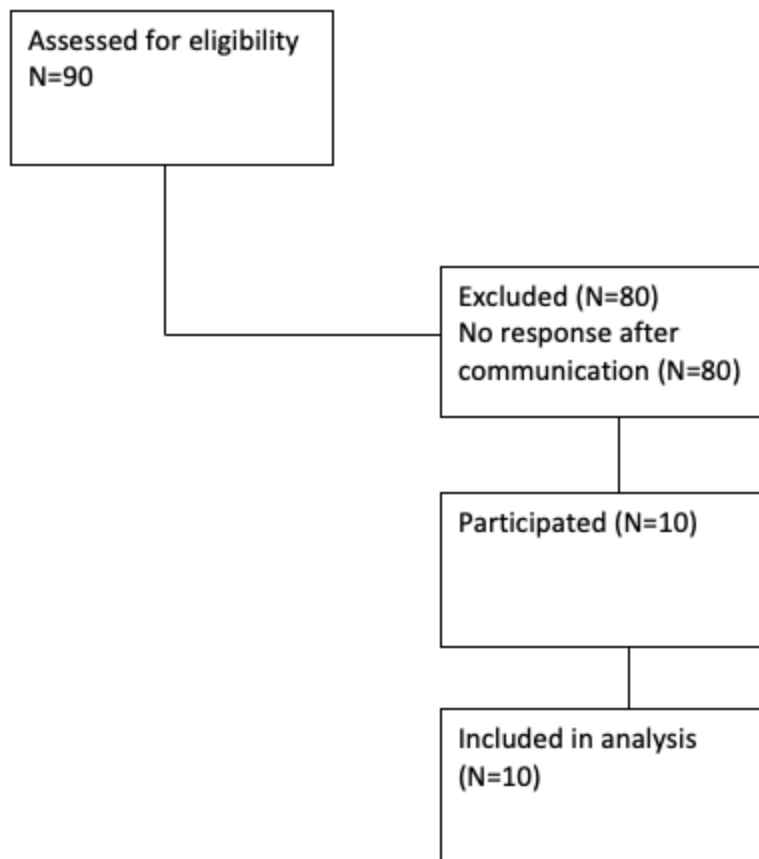 Assessed for eligibility
N=90
Excluded (N=80)
No response after
communication (N=80)
Participated (N=10)
Included in analysis
(N=10)